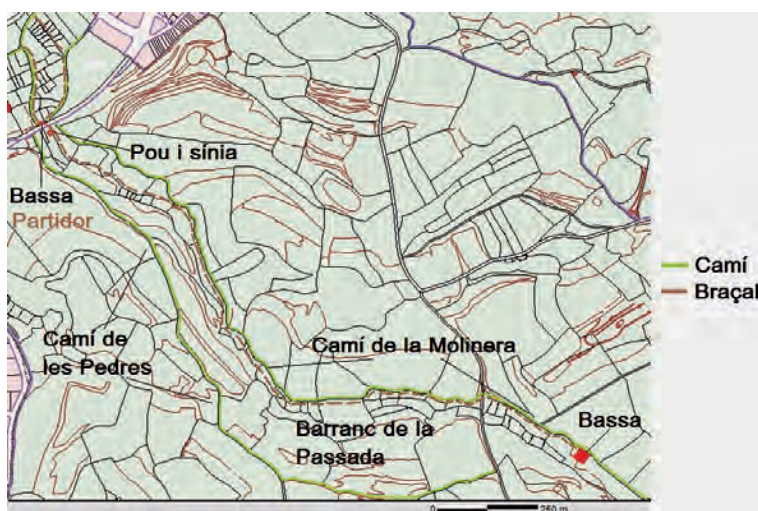 Pou i sínia
Bassa
Partidor
Camí
Braçal
Camí de
les Pedres
Camí de la Molinera
Bassa
Barranc de la
Passada
0 250 m